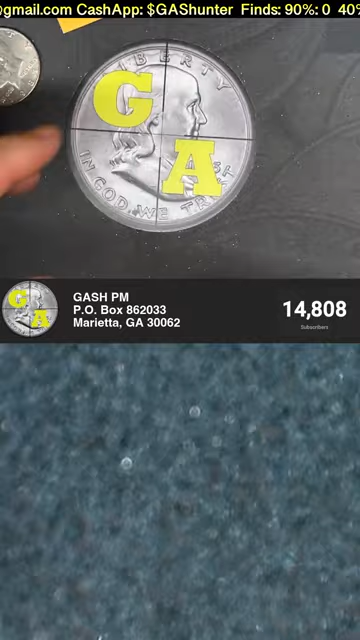 @gmail.com CashApp: $GAShunter Finds: 90%: 0 40%
LIBERTY
G
A
IN GOD WE TRUST
G
A
GASH PM
P.O. Box 862033
Marietta, GA 30062
14,808
Subscribers